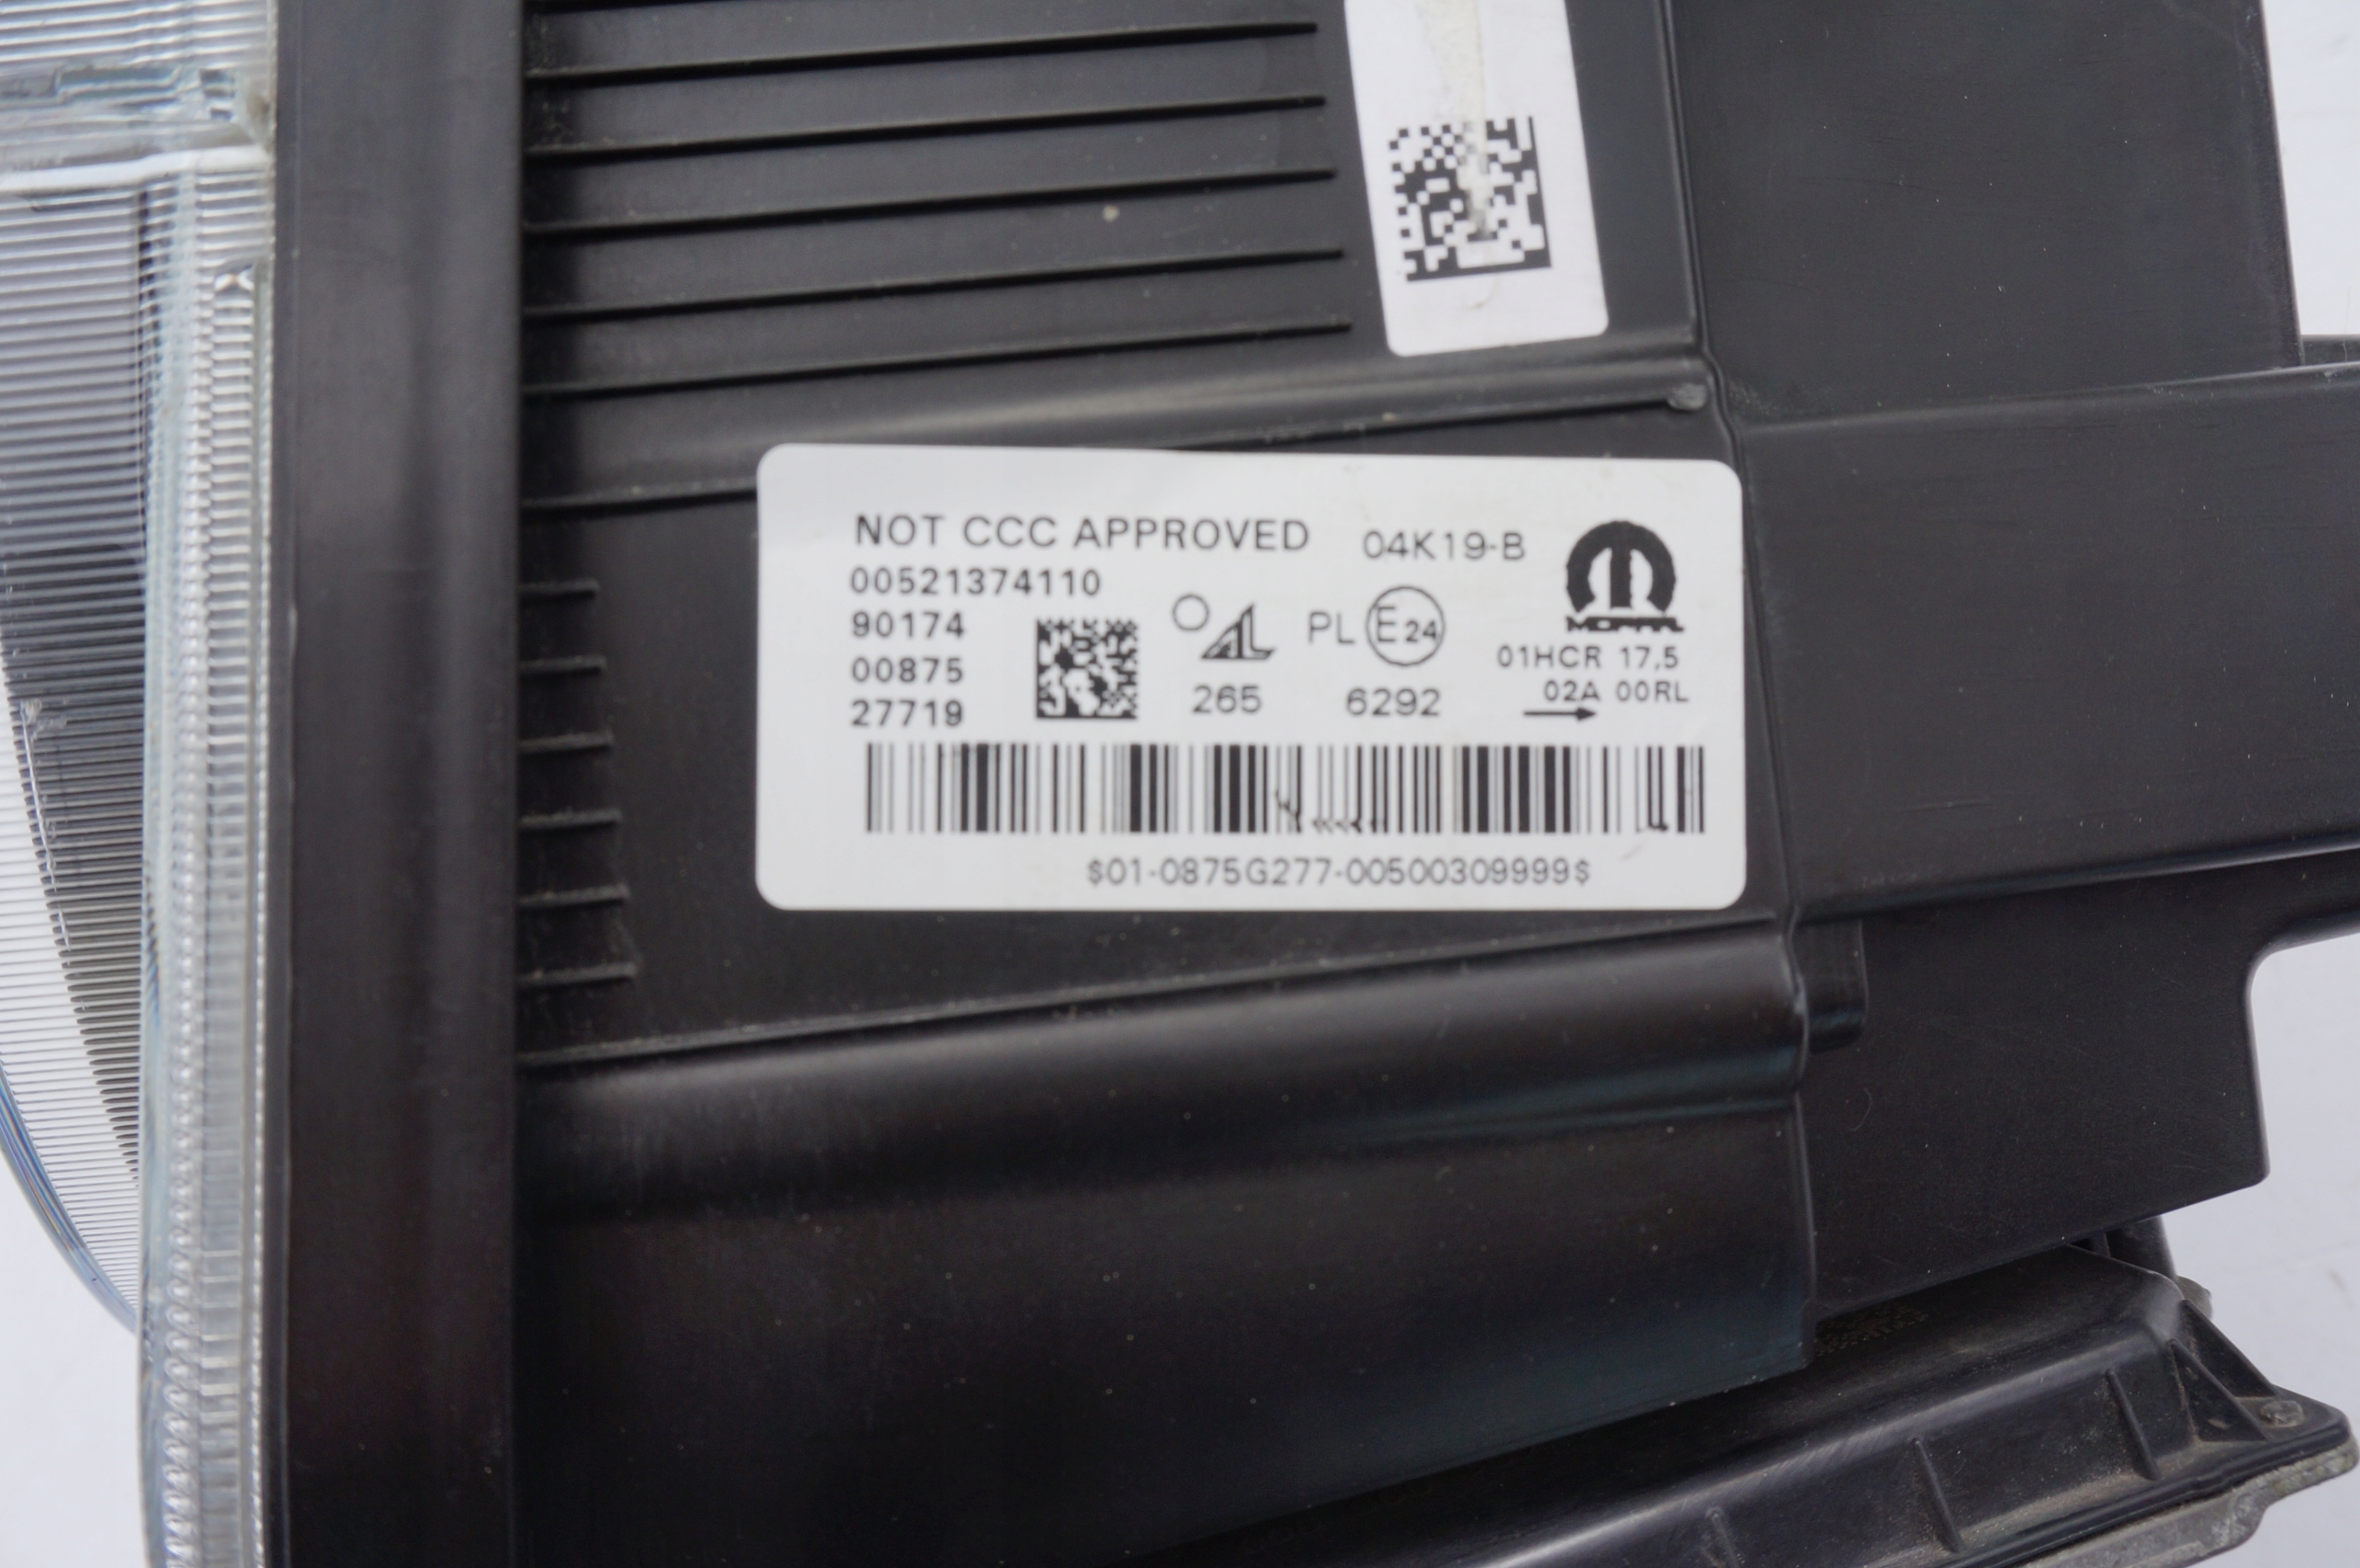 NOT CCC APPROVED 04K19-B
00521374110
90174
00875
27719
AL
265
PL E24
6292
MOPAR
01HCR 17,5
02A 00RL
$01-0875G277-00500309999$